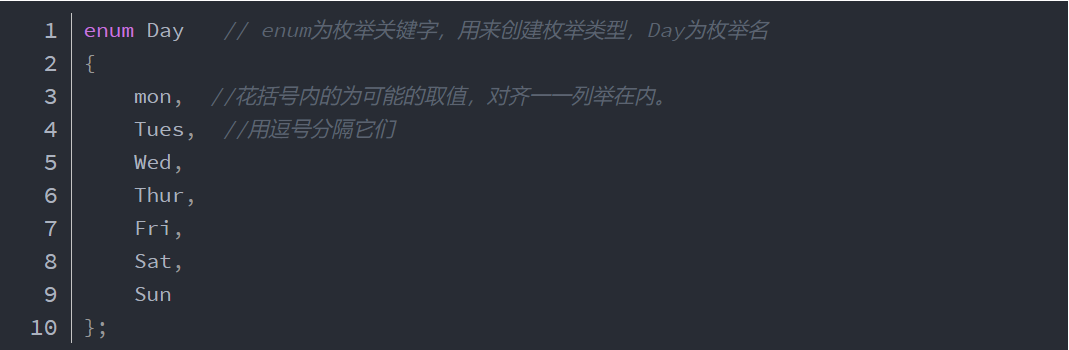 1 enum Day // enum为枚举关键字，用来创建枚举类型，Day为枚举名
2 {
3 mon, //花括号内的为可能的取值，对齐一一列举在内。
4 Tues, //用逗号分隔它们
5 Wed,
6 Thur,
7 Fri,
8 Sat,
9 Sun
10 };